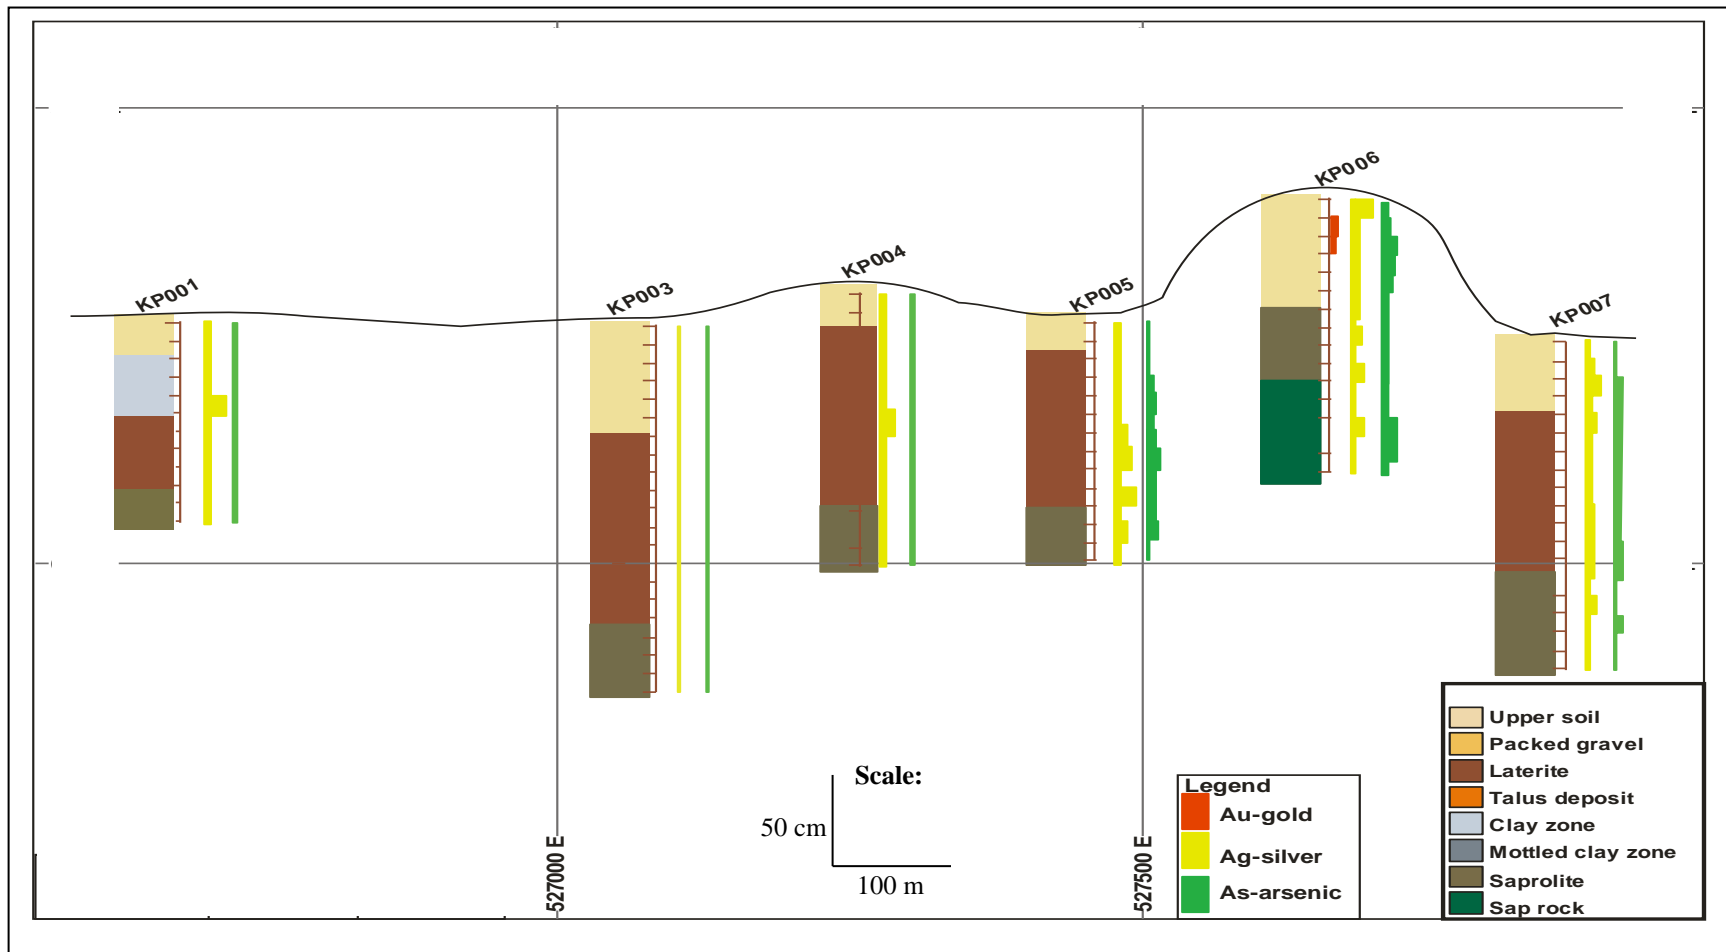 KP001
KP003
KP004
KP005
KP006
KP007
Scale:
50 cm
100 m
527000 E
527500 E
Legend
Au-gold
Ag-silver
As-arsenic
Upper soil
Packed gravel
Laterite
Talus deposit
Clay zone
Mottled clay zone
Saprolite
Sap rock